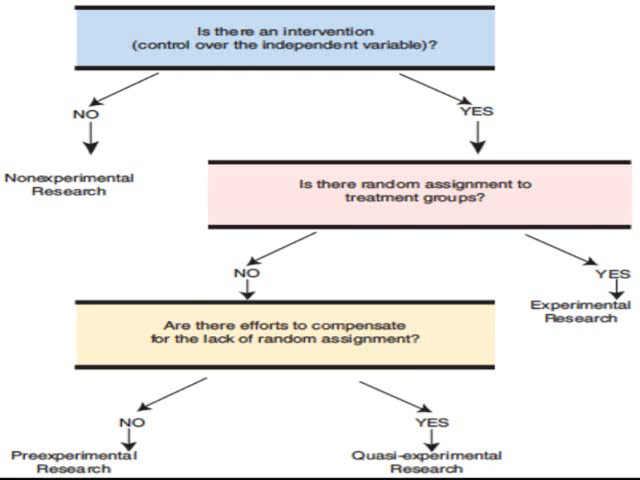 Is there an intervention
(control over the independent variable)?
NO
YES
Nonexperimental
Research
Is there random assignment to
treatment groups?
NO
YES
Experimental
Research
Are there efforts to compensate
for the lack of random assignment?
NO
YES
Preexperimental
Research
Quasi-experimental
Research